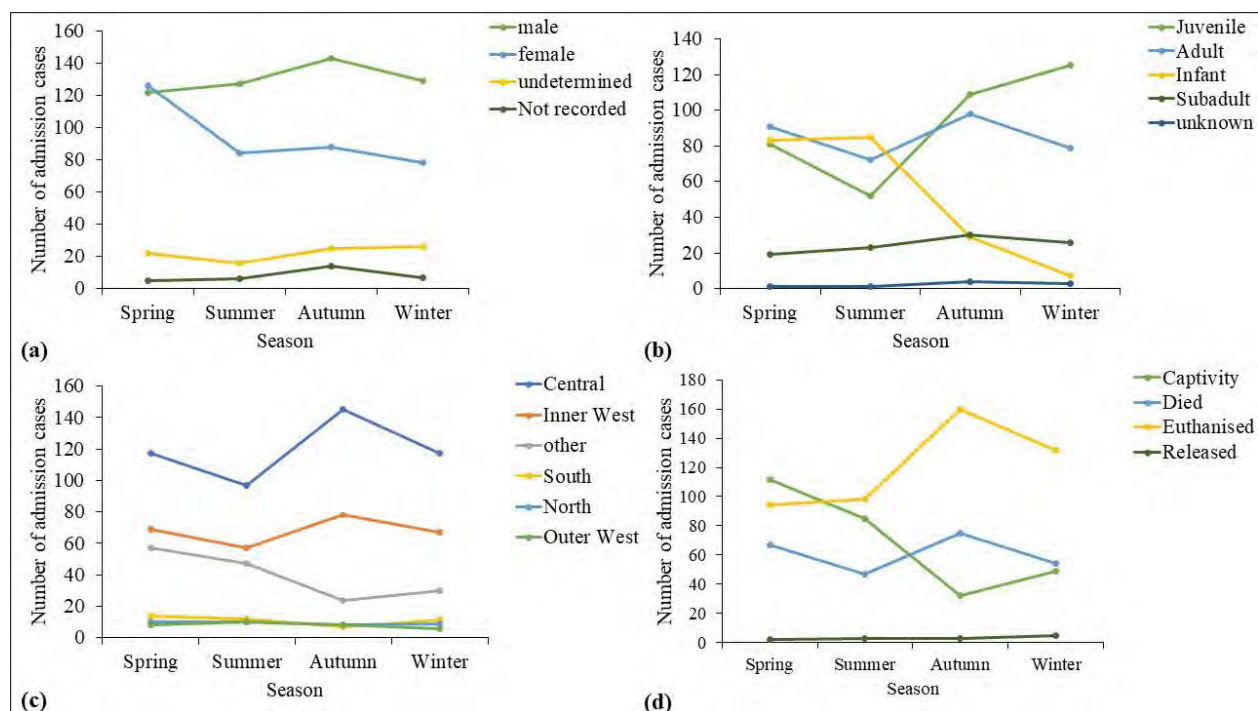 160
140
120
100
80
60
40
20
0
Number of admission cases
Spring Summer Autumn Winter
Season
male
female
undetermined
Not recorded
(a)
140
120
100
80
60
40
20
0
Number of admission cases
Spring Summer Autumn Winter
Season
Juvenile
Adult
Infant
Subadult
unknown
(b)
160
140
120
100
80
60
40
20
0
Number of admission cases
Spring Summer Autumn Winter
Season
Central
Inner West
other
South
North
Outer West
(c)
180
160
140
120
100
80
60
40
20
0
Number of admission cases
Spring Summer Autumn Winter
Season
Captivity
Died
Euthanised
Released
(d)